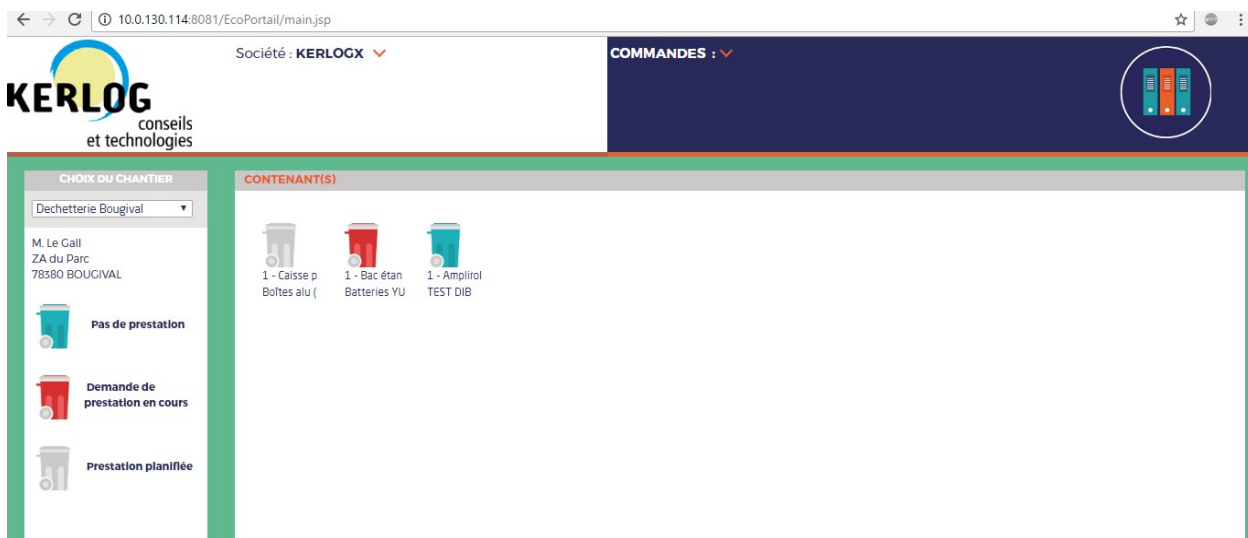 10.0.130.114:8081/EcoPortail/main.jsp
KERLOG
conseils
et technologies
Société : KERLOGX
COMMANDES :
CHOIX DU CHANTIER
Dechetterie Bougival
M. Le Gall
ZA du Parc
78380 BOUGIVAL
Pas de prestation
Demande de
prestation en cours
Prestation planifiée
CONTENANT(S)
1 - Caisse p
Boîtes alu (
1 - Bac étan
Batteries YU
1 - Amplirol
TEST DIB